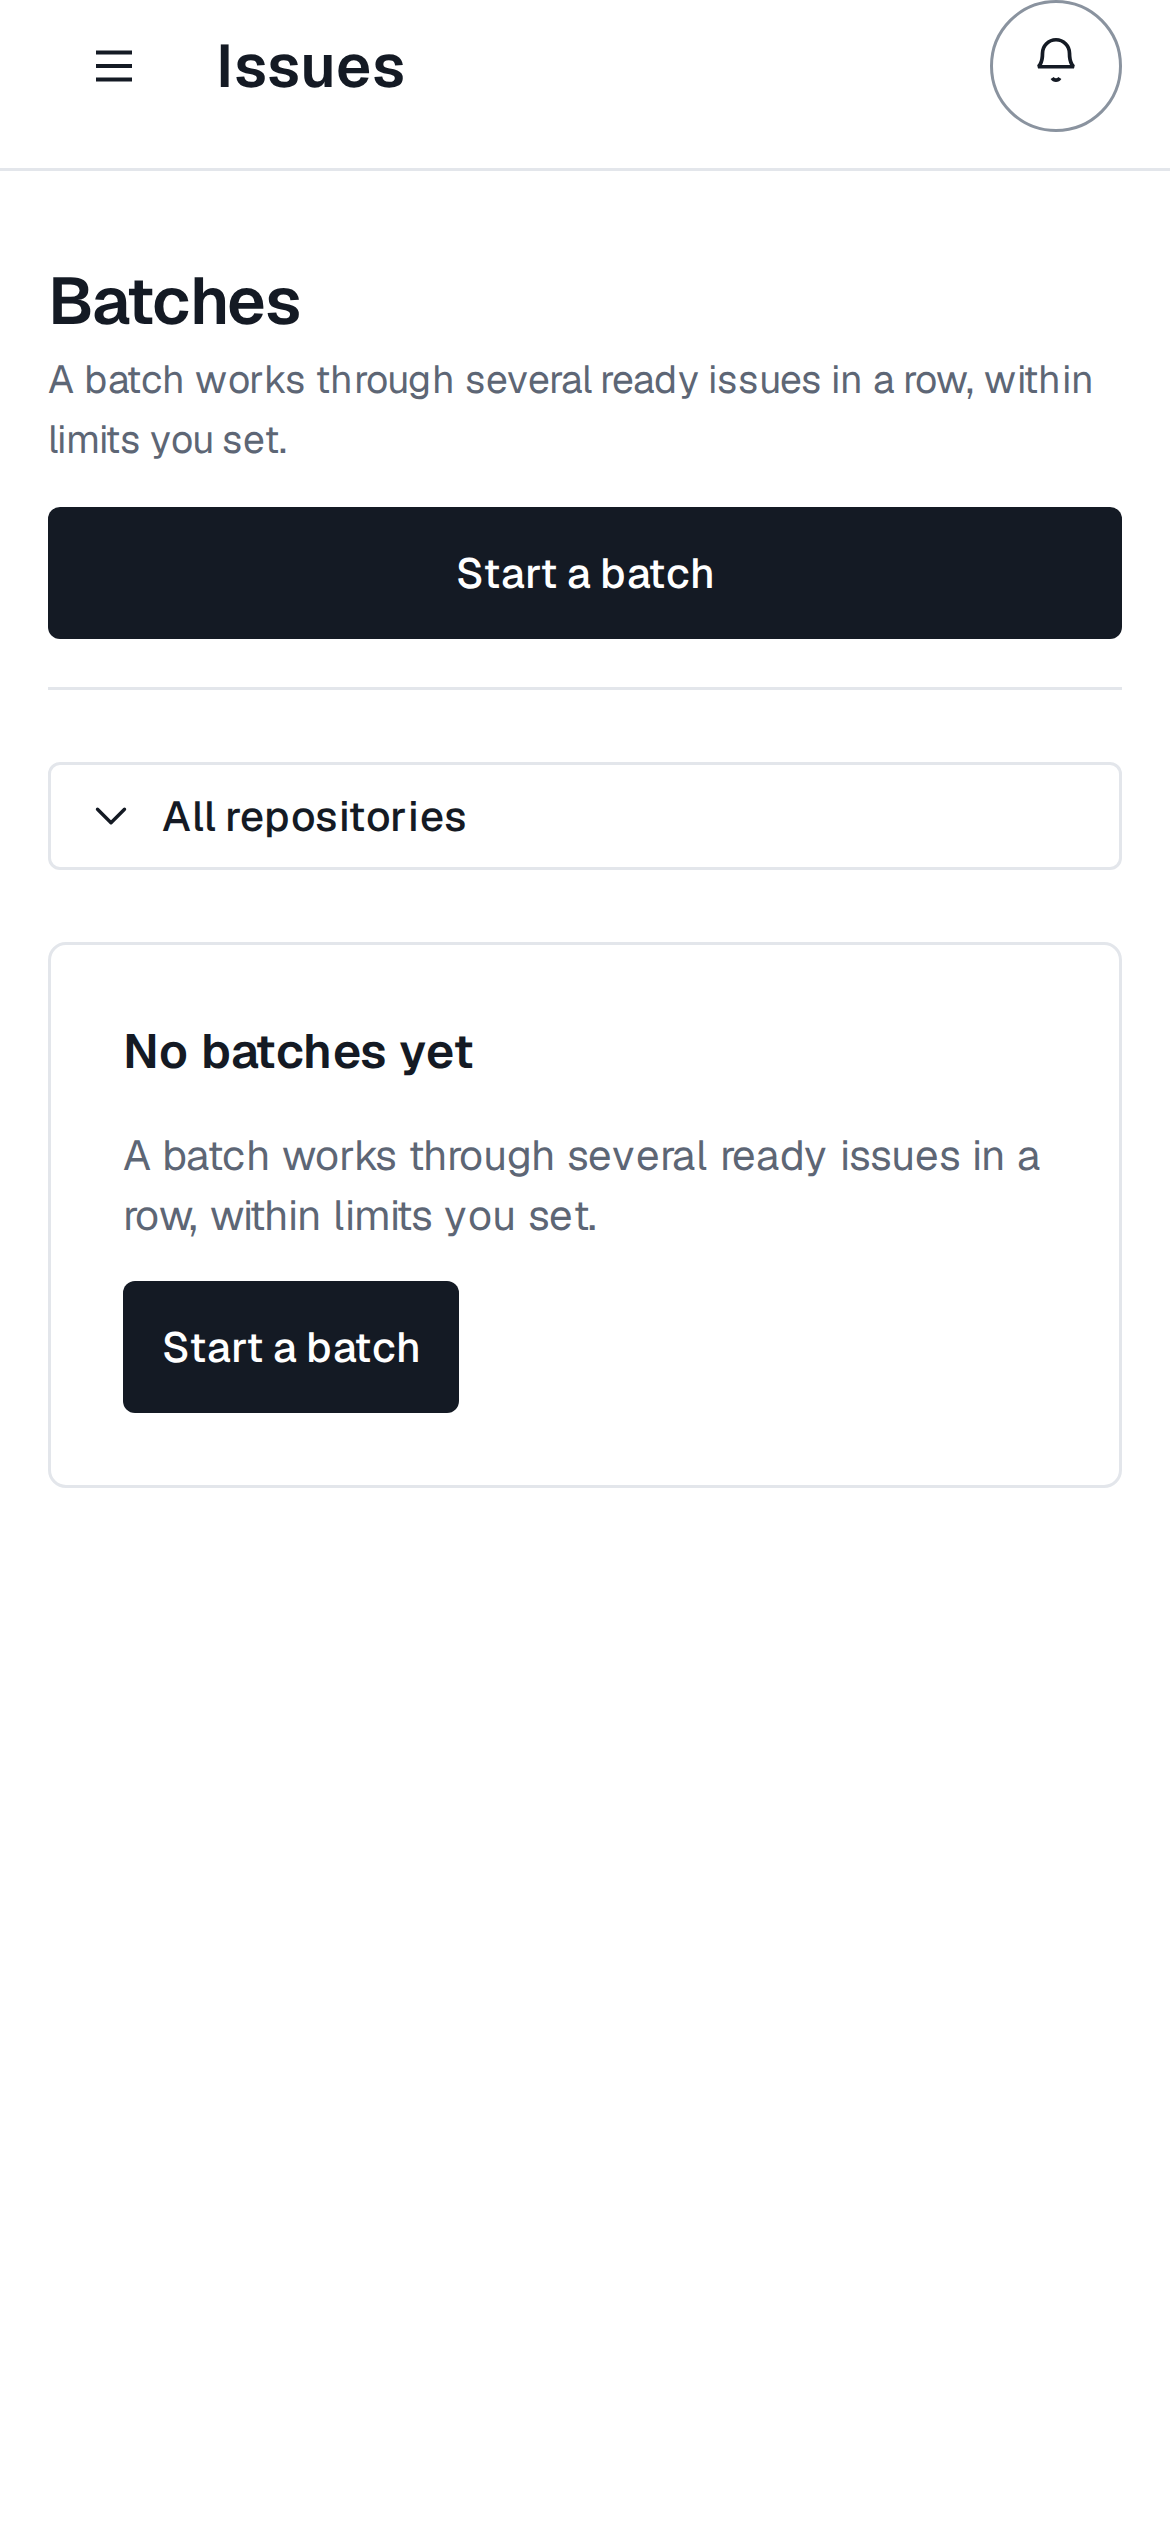 Issues
Batches
A batch works through several ready issues in a row, within
limits you set.
Start a batch
All repositories
No batches yet
A batch works through several ready issues in a
row, within limits you set.
Start a batch